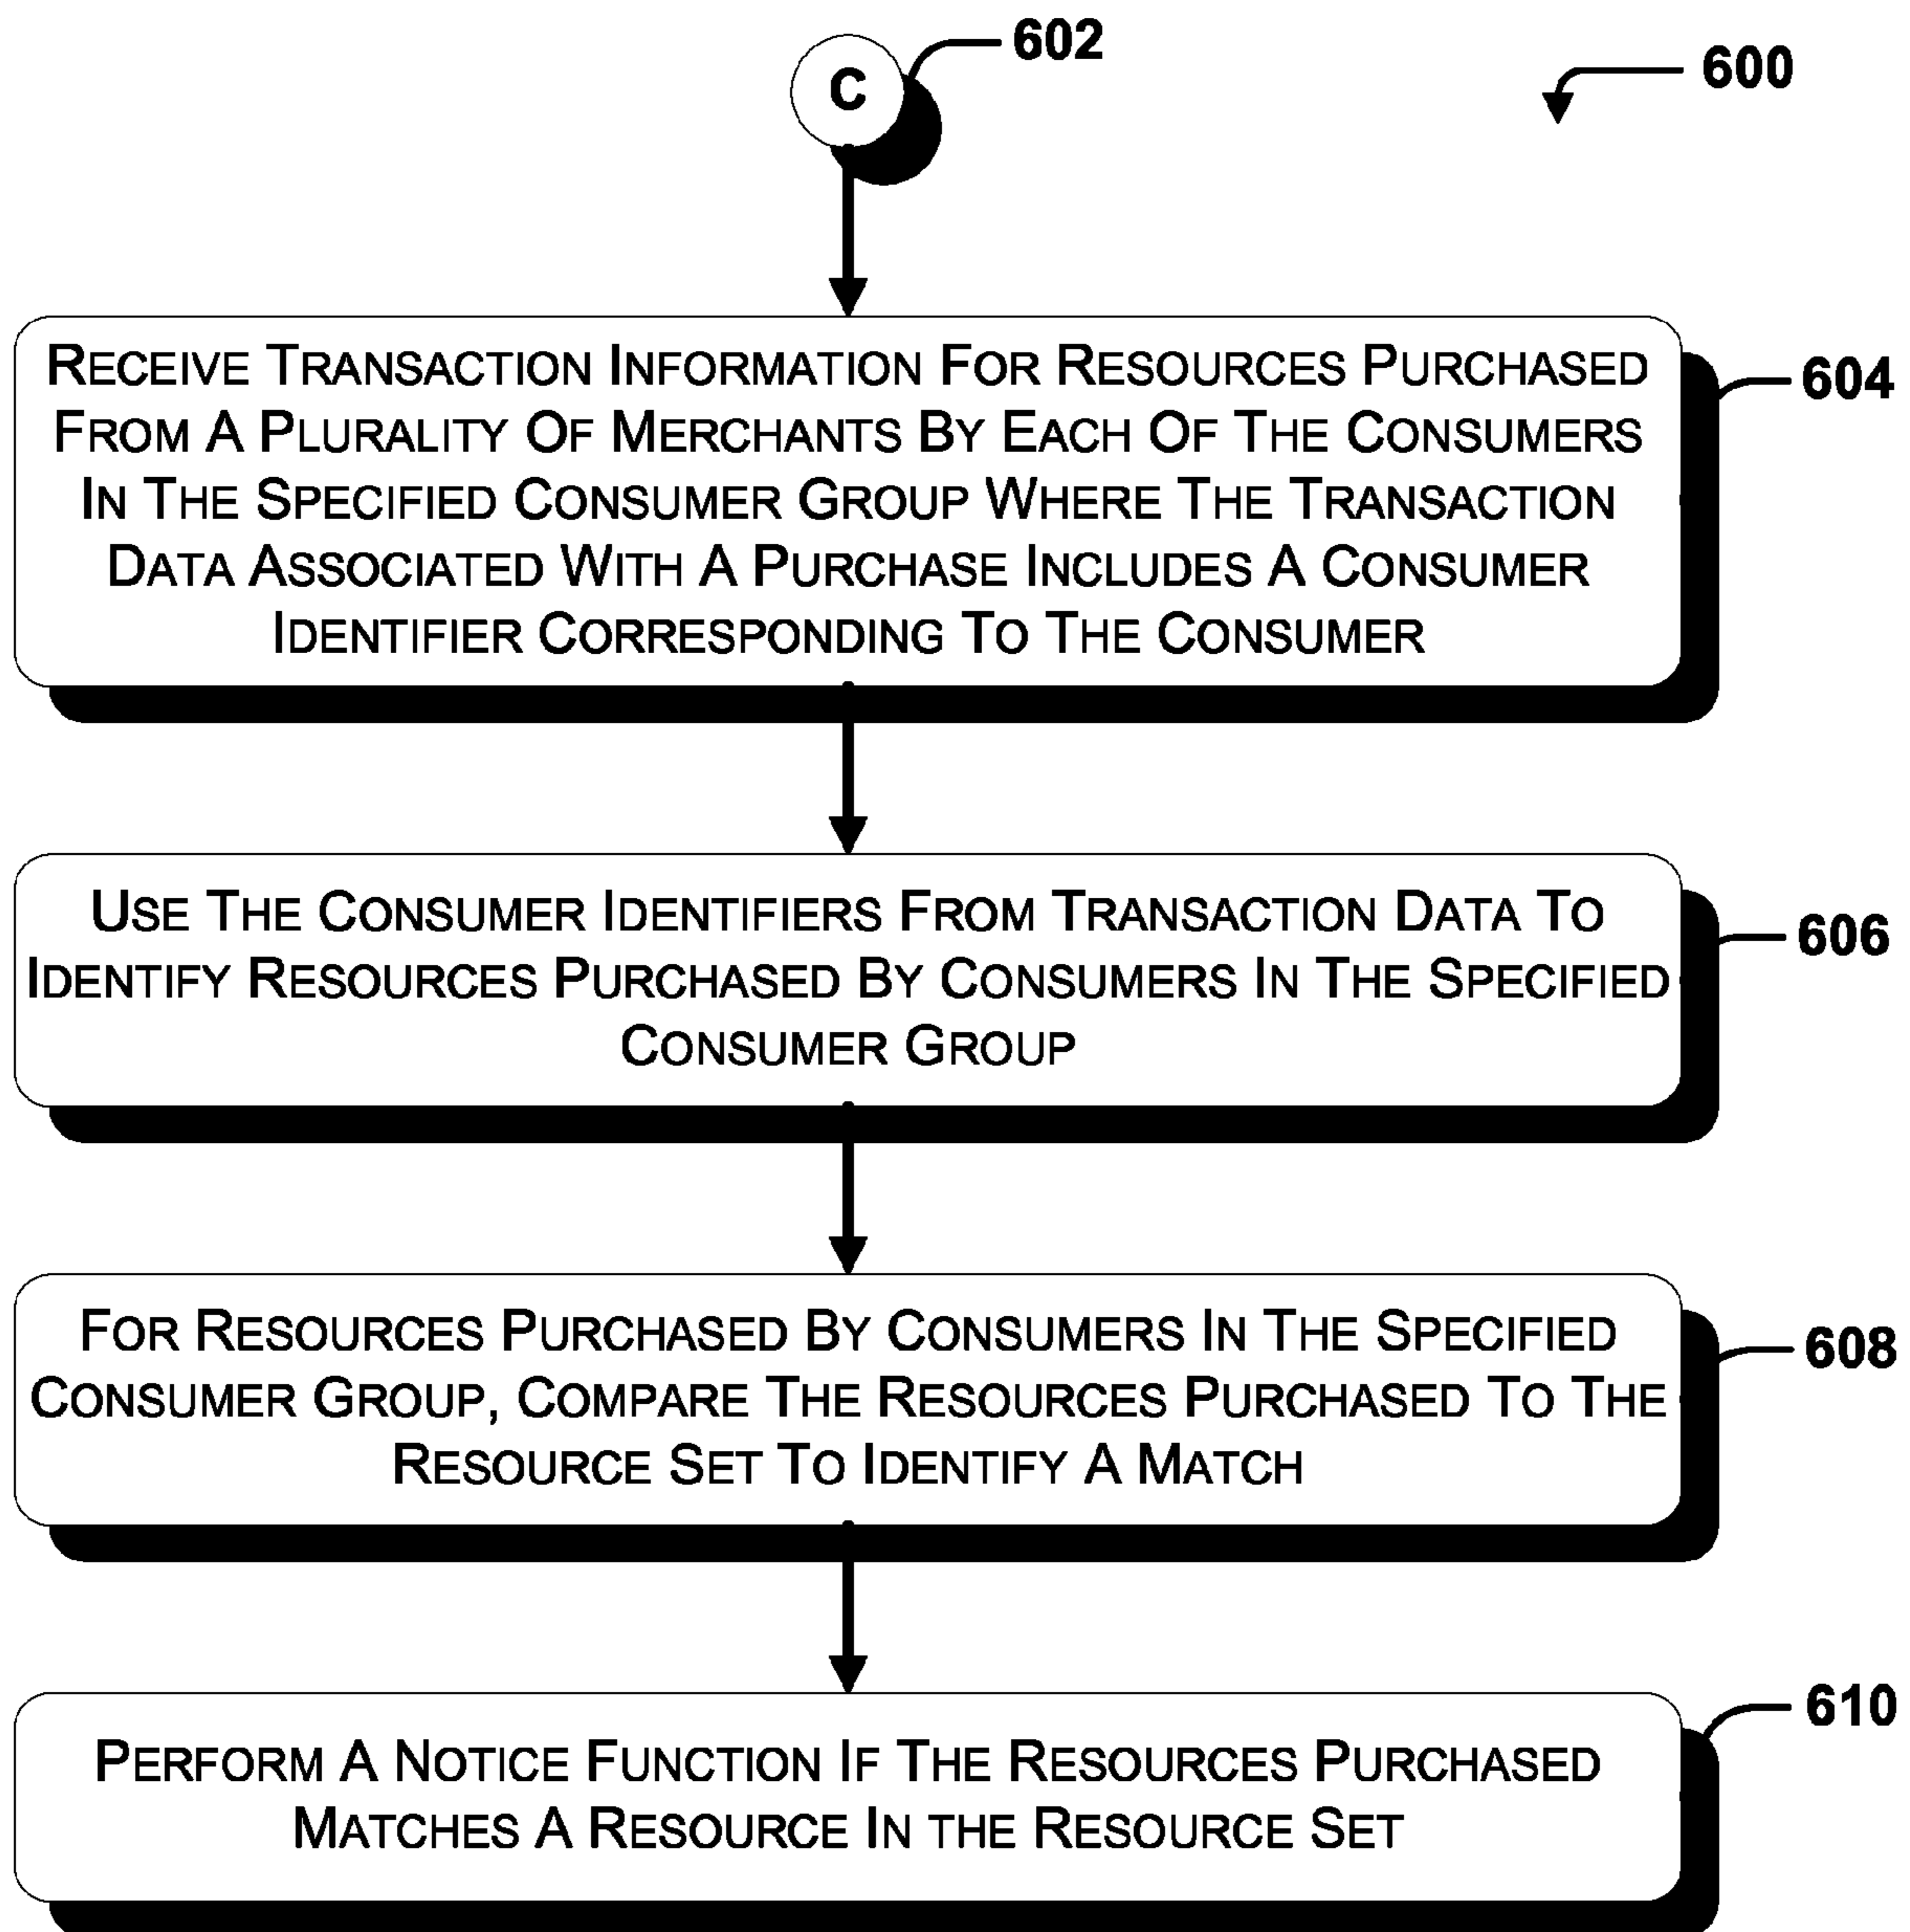 C
602
600
RECEIVE TRANSACTION INFORMATION FOR RESOURCES PURCHASED
FROM A PLURALITY OF MERCHANTS BY EACH OF THE CONSUMERS
IN THE SPECIFIED CONSUMER GROUP WHERE THE TRANSACTION
DATA ASSOCIATED WITH A PURCHASE INCLUDES A CONSUMER
IDENTIFIER CORRESPONDING TO THE CONSUMER
604
USE THE CONSUMER IDENTIFIERS FROM TRANSACTION DATA TO
IDENTIFY RESOURCES PURCHASED BY CONSUMERS IN THE SPECIFIED
CONSUMER GROUP
606
FOR RESOURCES PURCHASED BY CONSUMERS IN THE SPECIFIED
CONSUMER GROUP, COMPARE THE RESOURCES PURCHASED TO THE
RESOURCE SET TO IDENTIFY A MATCH
608
PERFORM A NOTICE FUNCTION IF THE RESOURCES PURCHASED
MATCHES A RESOURCE IN THE RESOURCE SET
610